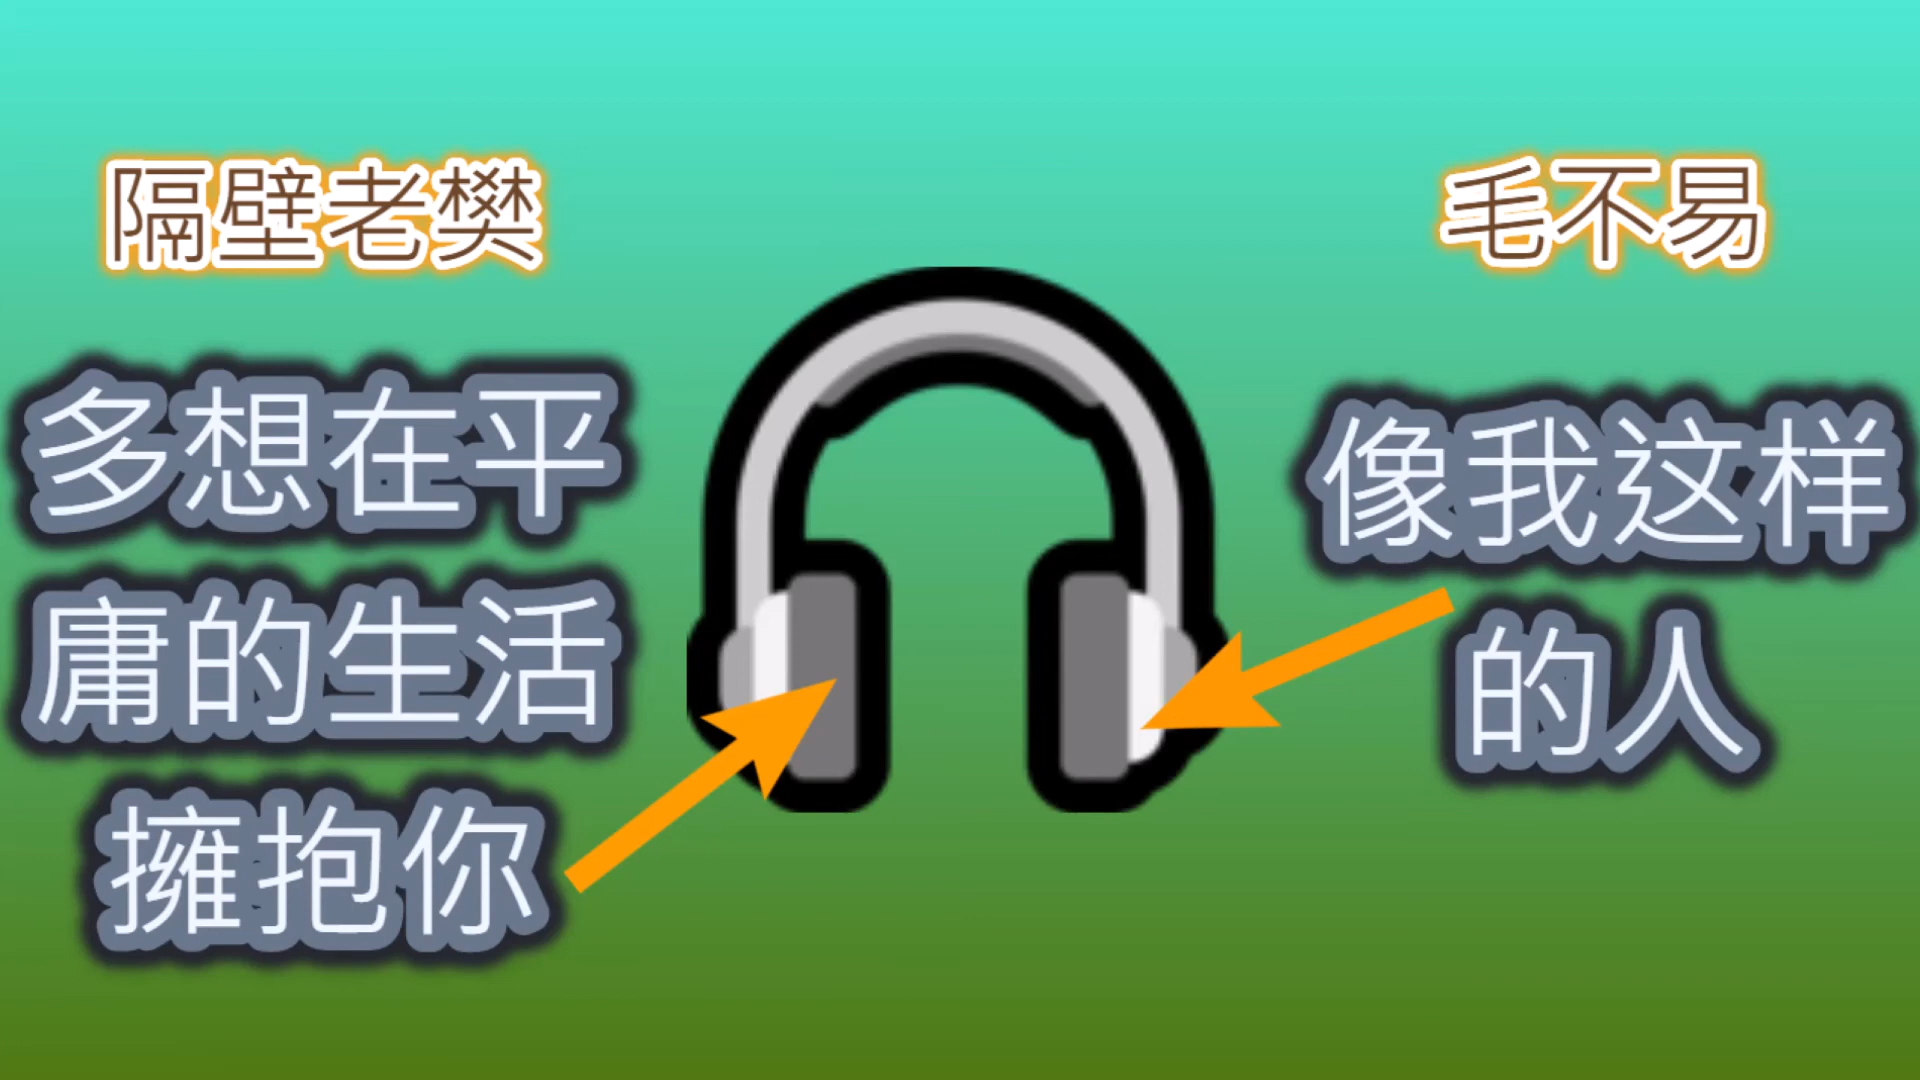 隔壁老樊
多想在平
庸的生活
擁抱你
毛不易
像我这样
的人